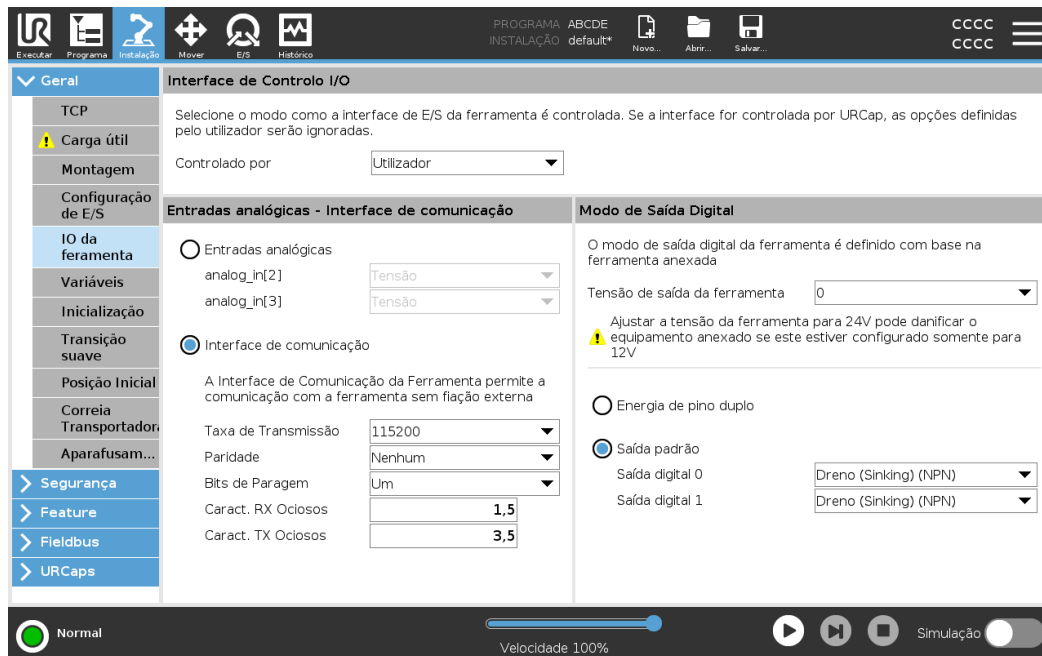 PROGRAMA ABCDE
INSTALAÇÃO default*
CCCC
CCCC
Executar Programa Instalação Mover E/S Histórico Novo... Abrir... Salvar...
Geral
TCP
Carga útil
Montagem
Configuração
de E/S
IO da
feramenta
Variáveis
Inicialização
Transição
suave
Posição Inicial
Correia
Transportadora
Aparafusam...
Segurança
Feature
Fieldbus
URCaps
Interface de Controlo I/O
Selecione o modo como a interface de E/S da ferramenta é controlada. Se a interface for controlada por URCap, as opções definidas
pelo utilizador serão ignoradas.
Controlado por Utilizador
Entradas analógicas - Interface de comunicação
Entradas analógicas
analog_in[2] Tensão
analog_in[3] Tensão
Interface de comunicação
A Interface de Comunicação da Ferramenta permite a
comunicação com a ferramenta sem fiação externa
Taxa de Transmissão 115200
Paridade Nenhum
Bits de Paragem Um
Caract. RX Ociosos 1,5
Caract. TX Ociosos 3,5
Modo de Saída Digital
O modo de saída digital da ferramenta é definido com base na
ferramenta anexada
Tensão de saída da ferramenta 0
Ajustar a tensão da ferramenta para 24V pode danificar o
equipamento anexado se este estiver configurado somente para
12V
Energia de pino duplo
Saída padrão
Saída digital 0 Dreno (Sinking) (NPN)
Saída digital 1 Dreno (Sinking) (NPN)
Normal
Velocidade 100%
Simulação